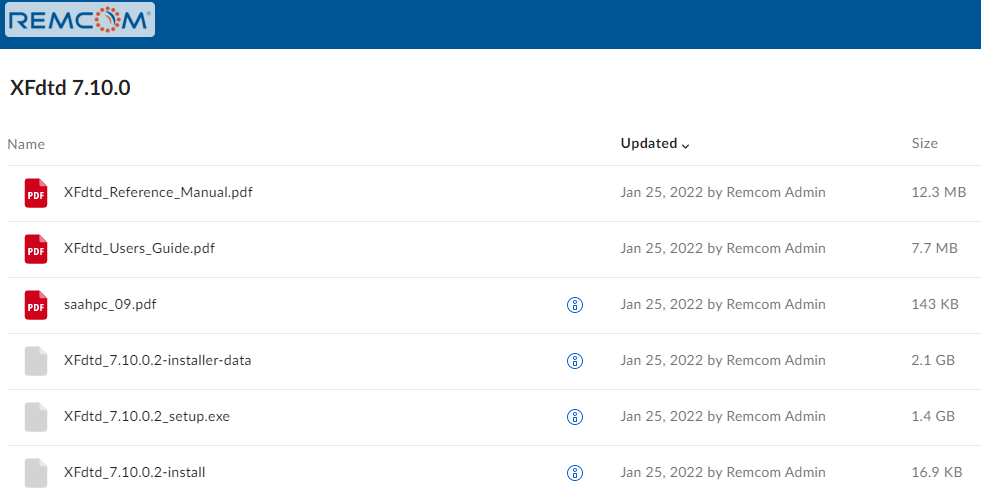 REMCOM
XFdtd 7.10.0
Name Updated Size
PDF XFdtd_Reference_Manual.pdf Jan 25, 2022 by Remcom Admin 12.3 MB
PDF XFdtd_Users_Guide.pdf Jan 25, 2022 by Remcom Admin 7.7 MB
PDF saahpc_09.pdf Jan 25, 2022 by Remcom Admin 143 KB
XFdtd_7.10.0.2-installer-data Jan 25, 2022 by Remcom Admin 2.1 GB
XFdtd_7.10.0.2_setup.exe Jan 25, 2022 by Remcom Admin 1.4 GB
XFdtd_7.10.0.2-install Jan 25, 2022 by Remcom Admin 16.9 KB